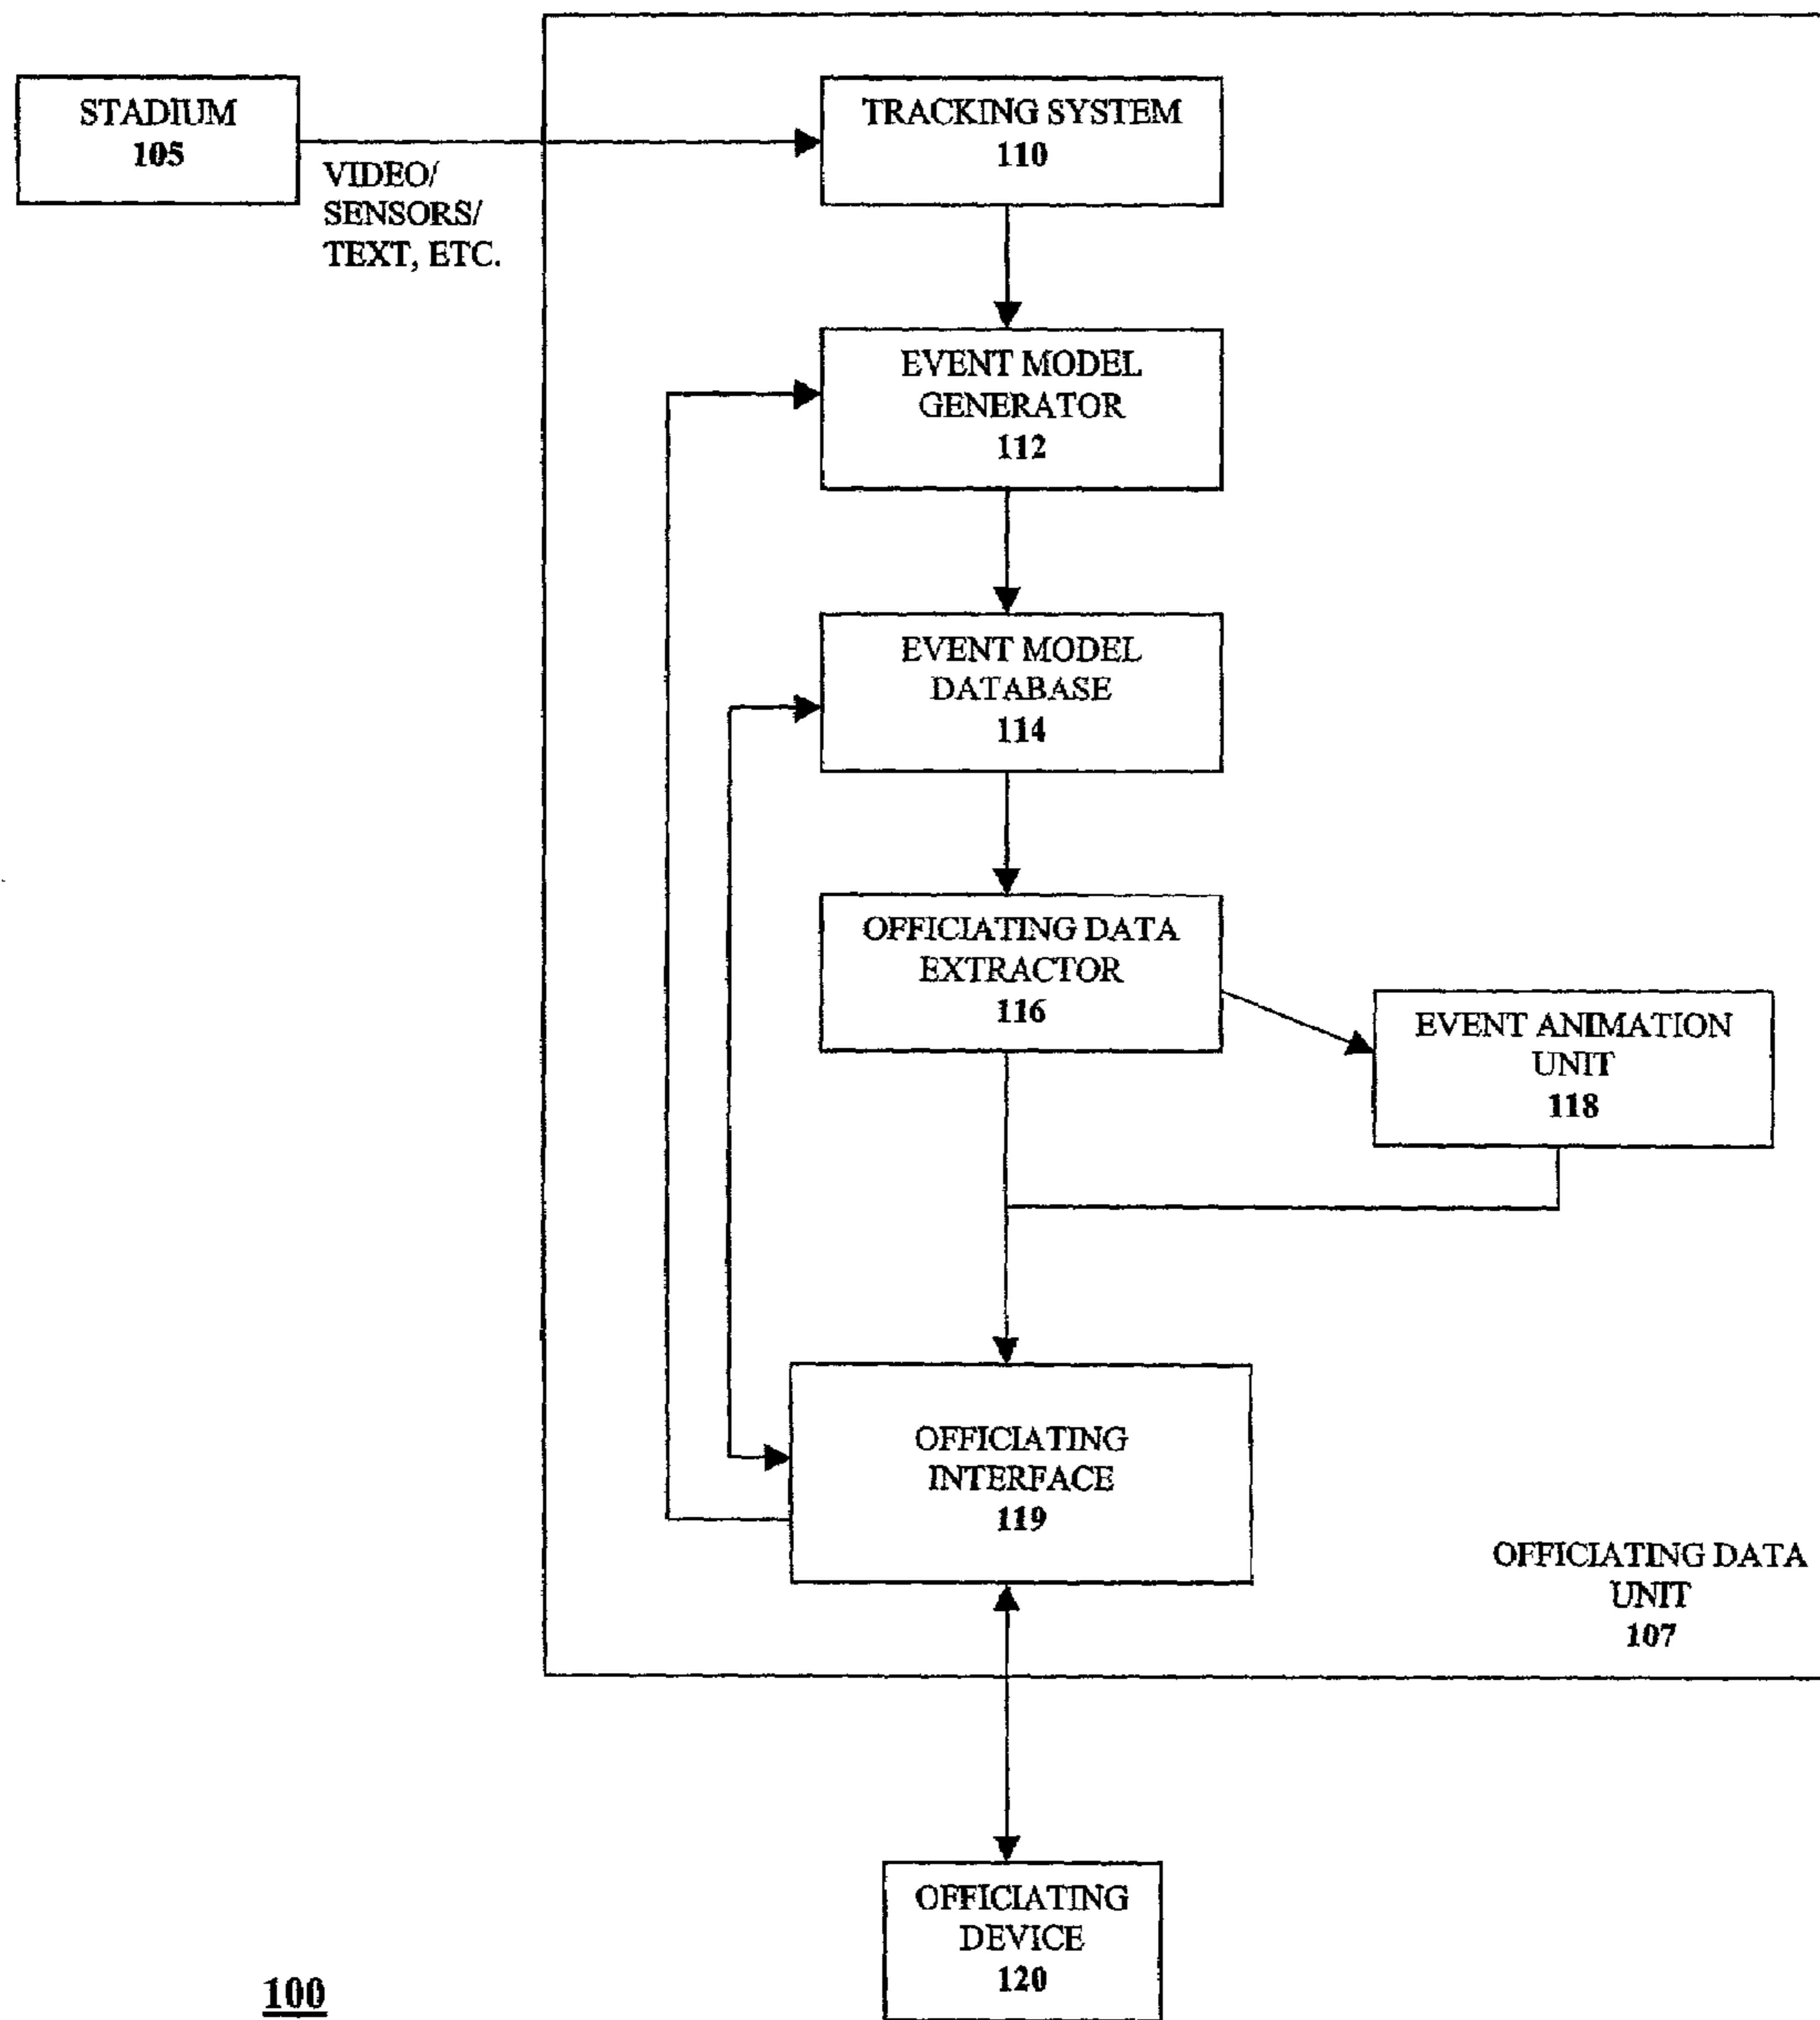 STADIUM
105
VIDEO/
SENSORS/
TEXT, ETC.
TRACKING SYSTEM
110
EVENT MODEL
GENERATOR
112
EVENT MODEL
DATABASE
114
OFFICIATING DATA
EXTRACTOR
116
EVENT ANIMATION
UNIT
118
OFFICIATING
INTERFACE
119
OFFICIATING DATA
UNIT
107
OFFICIATING
DEVICE
120
100